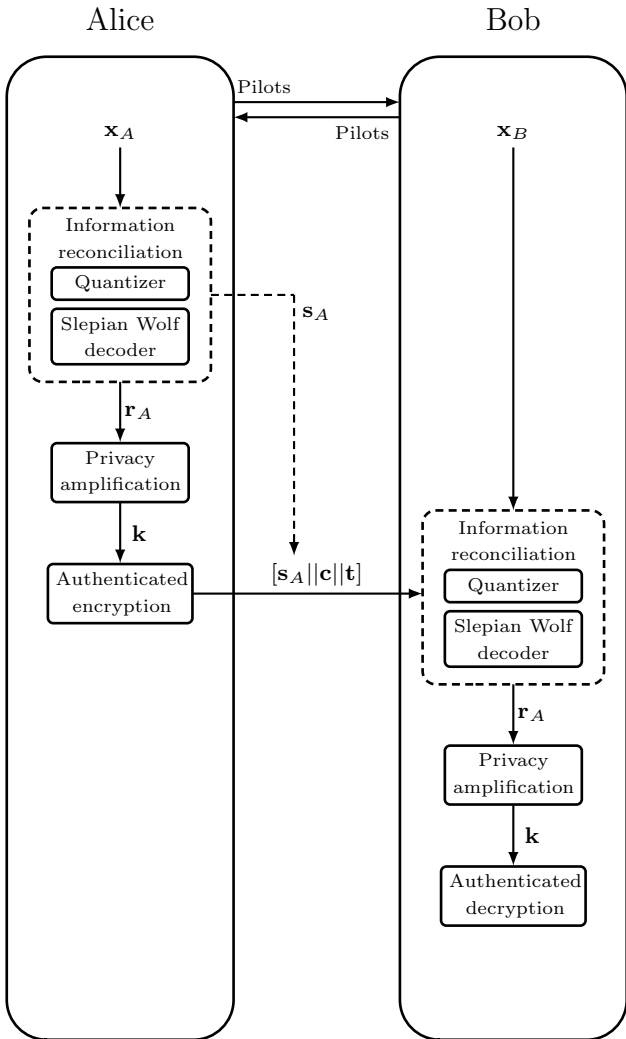 Alice
Bob
Pilots
Pilots
𝐱_A
𝐱_B
Information
reconciliation
Quantizer
Slepian Wolf
decoder
𝐬_A
𝐫_A
Privacy
amplification
𝐤
Authenticated
encryption
[𝐬_A||𝐜||𝐭]
Information
reconciliation
Quantizer
Slepian Wolf
decoder
𝐫_A
Privacy
amplification
𝐤
Authenticated
decryption